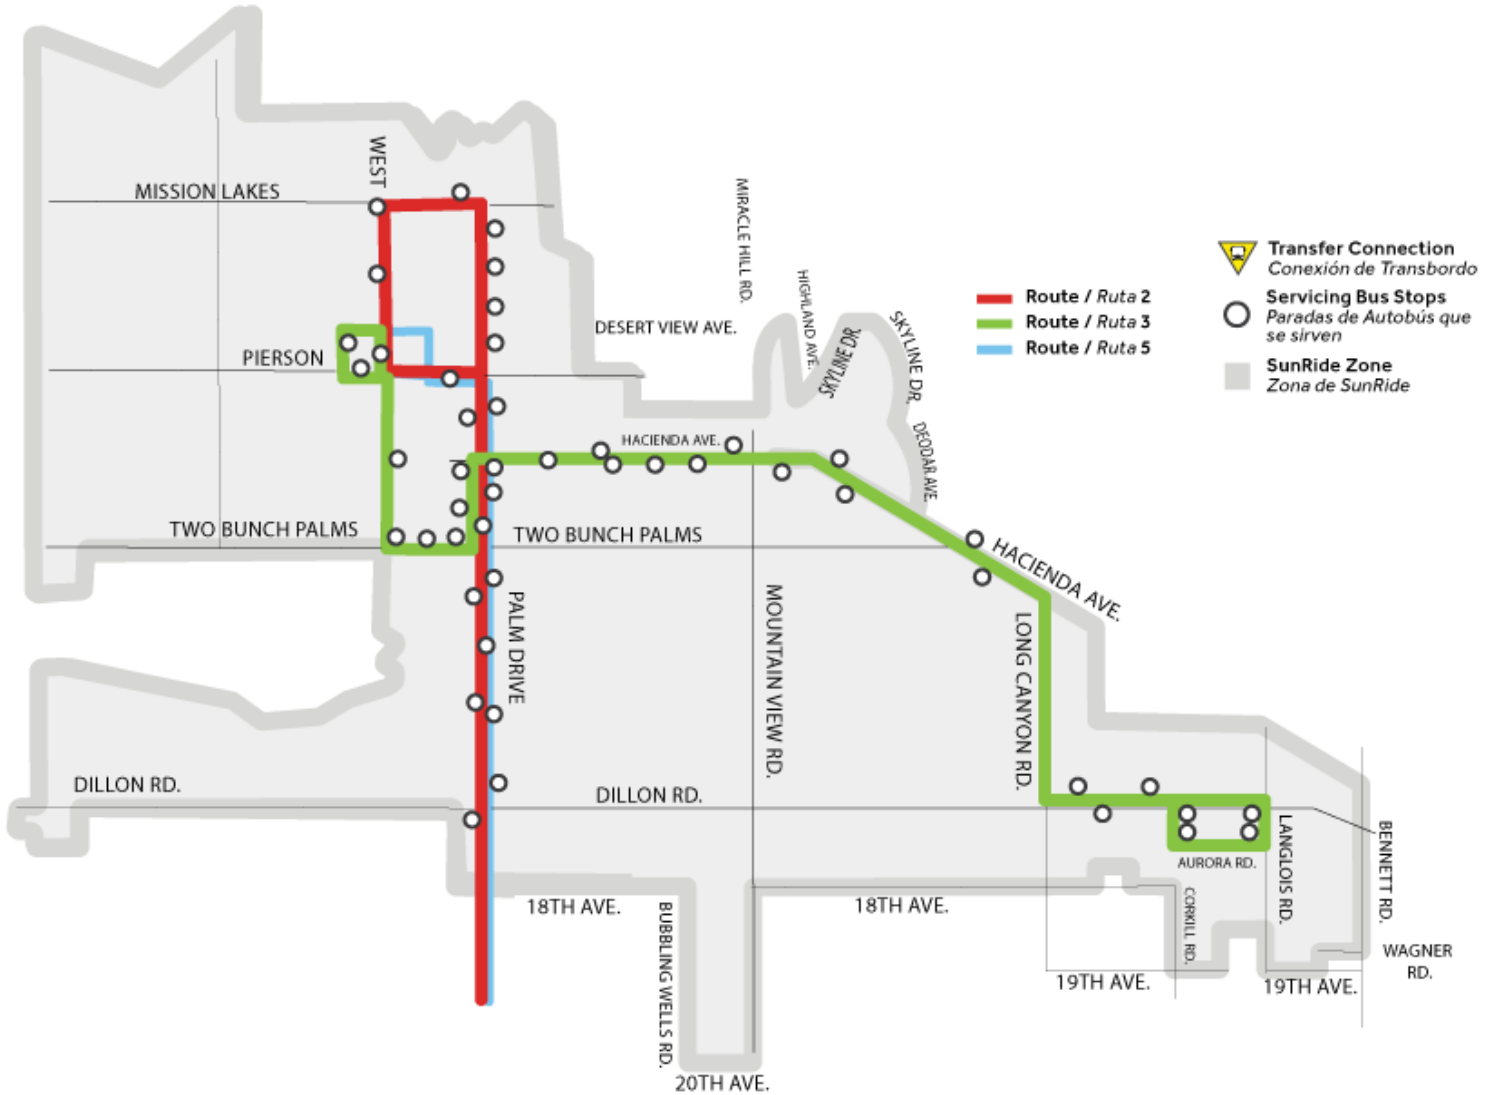 WEST
MISSION LAKES
MIRACLE HILL RD.
HIGHLAND AVE.
SKYLINE DR.
SKYLINE DR.
DEODAR AVE.
DESERT VIEW AVE.
PIERSON
HACIENDA AVE.
TWO BUNCH PALMS
TWO BUNCH PALMS
HACIENDA AVE.
PALM DRIVE
MOUNTAIN VIEW RD.
LONG CANYON RD.
DILLON RD.
DILLON RD.
AURORA RD.
LANGLOIS RD.
BENNETT RD.
CORKILL RD.
18TH AVE.
18TH AVE.
BUBBLING WELLS RD.
WAGNER
RD.
19TH AVE.
19TH AVE.
20TH AVE.
Route / Ruta 2
Route / Ruta 3
Route / Ruta 5
Transfer Connection
Conexión de Transbordo
Servicing Bus Stops
Paradas de Autobús que
se sirven
SunRide Zone
Zona de SunRide